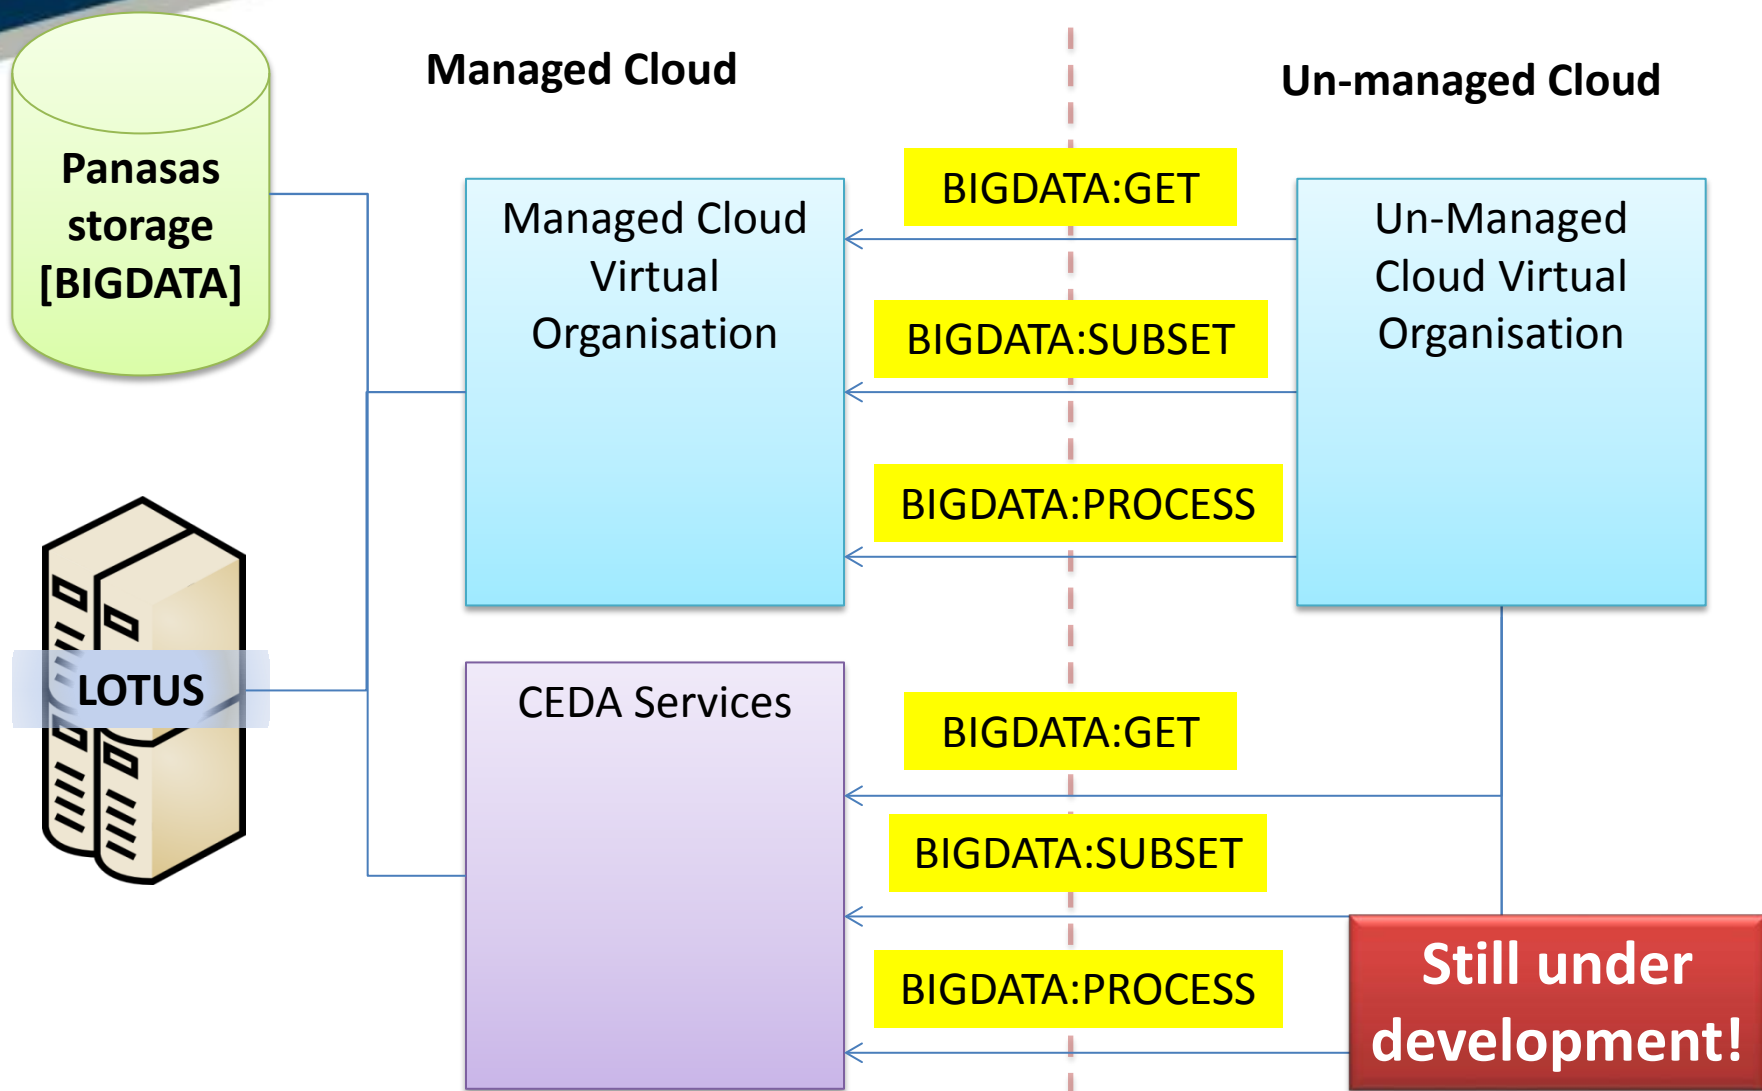 Managed Cloud
Un-managed Cloud
Panasas
storage
[BIGDATA]
Managed Cloud
Virtual
Organisation
BIGDATA:GET
BIGDATA:SUBSET
BIGDATA:PROCESS
Un-Managed
Cloud Virtual
Organisation
LOTUS
CEDA Services
BIGDATA:GET
BIGDATA:SUBSET
BIGDATA:PROCESS
Still under
development!